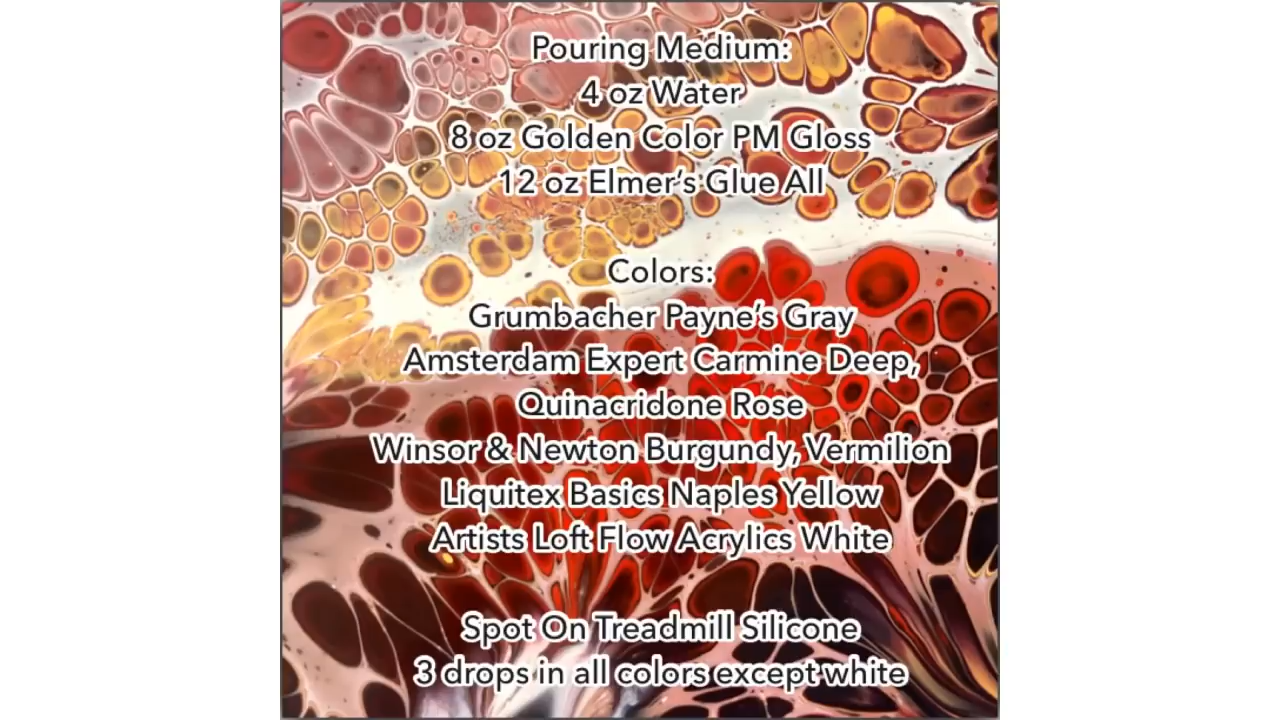 Pouring Medium:
4 oz Water
8 oz Golden Color PM Gloss
12 oz Elmer's Glue All
Colors:
Grumbacher Payne's Gray
Amsterdam Expert Carmine Deep,
Quinacridone Rose
Winsor & Newton Burgundy, Vermilion
Liquitex Basics Naples Yellow
Artists Loft Flow Acrylics White
Spot On Treadmill Silicone
3 drops in all colors except white